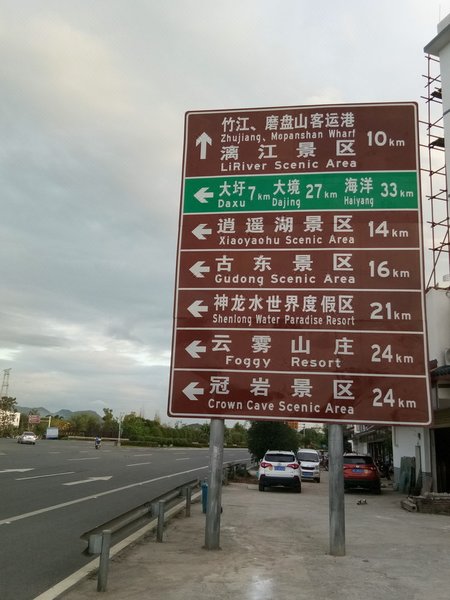 竹江、磨盘山客运港
Zhujiang、Mopanshan Wharf
漓江景区 10km
LiRiver Scenic Area
大圩 7km 大境 27km 海洋 33km
Daxu Dajing Haiyang
逍遥湖景区 14km
Xiaoyaohu Scenic Area
古东景区 16km
Gudong Scenic Area
神龙水世界度假区 21km
Shenlong Water Paradise Resort
云雾山庄 24km
Foggy Resort
冠岩景区 24km
Crown Cave Scenic Area